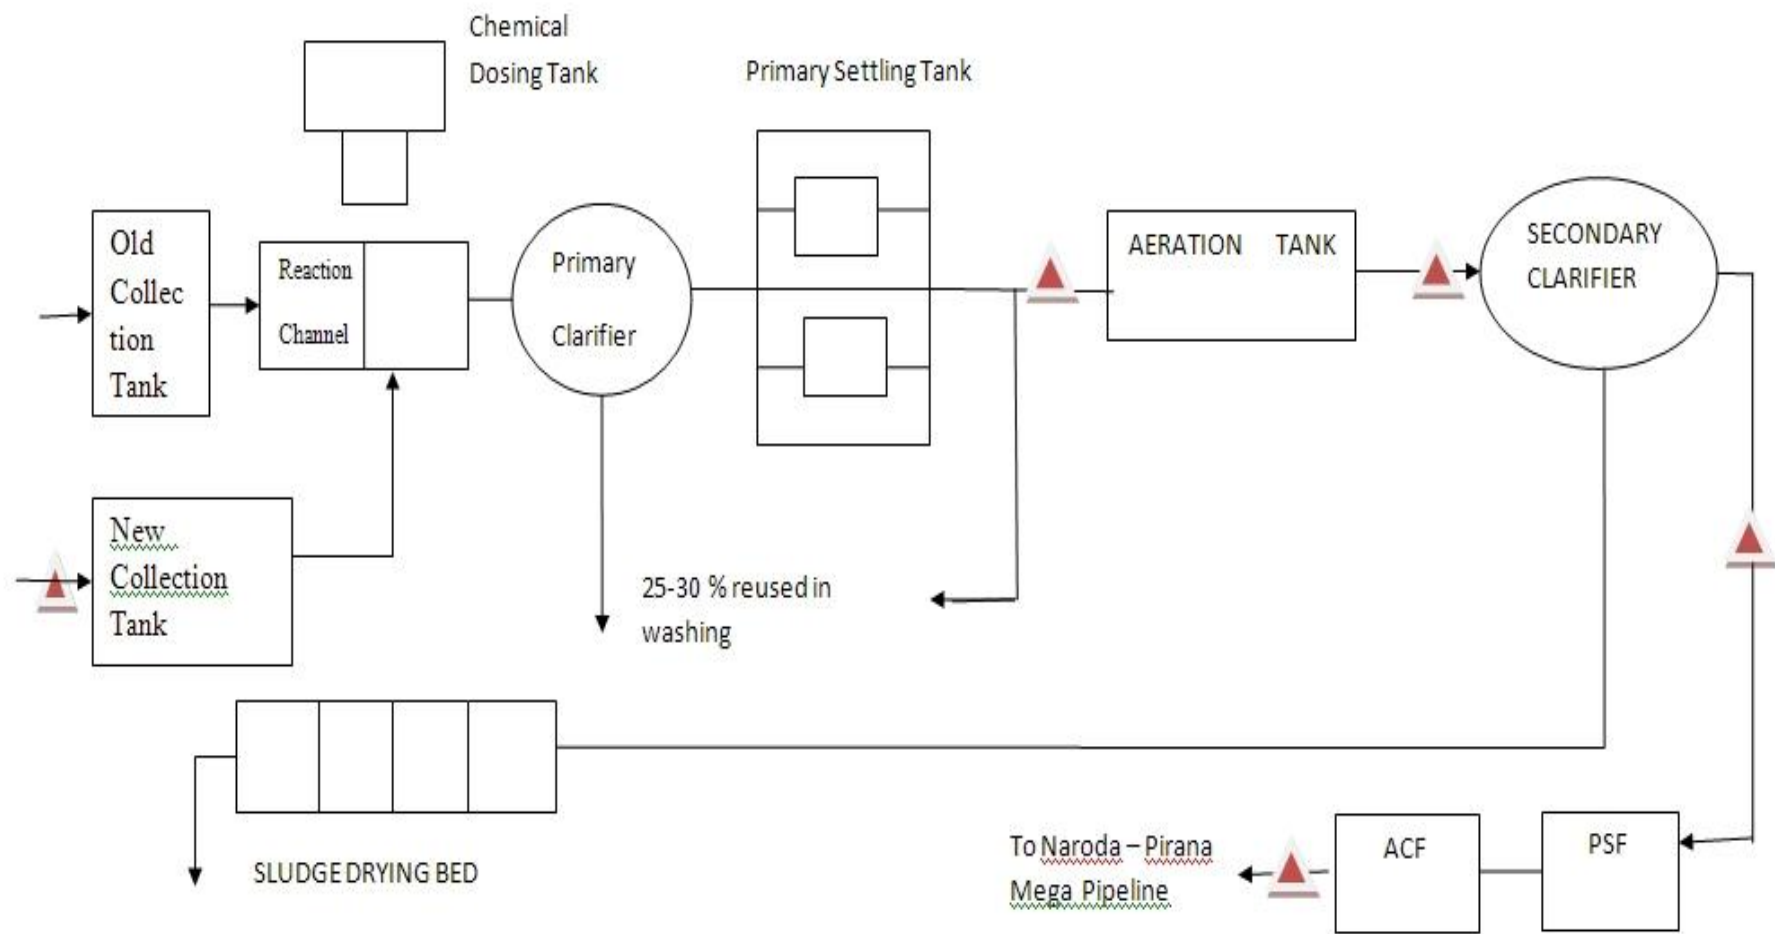 Chemical
Dosing Tank
Primary Settling Tank
Old
Collec
tion
Tank
Reaction
Channel
Primary
Clarifier
AERATION TANK
SECONDARY
CLARIFIER
New
Collection
Tank
25-30 % reused in
washing
SLUDGE DRYING BED
To Naroda – Pirana
Mega Pipeline
ACF
PSF